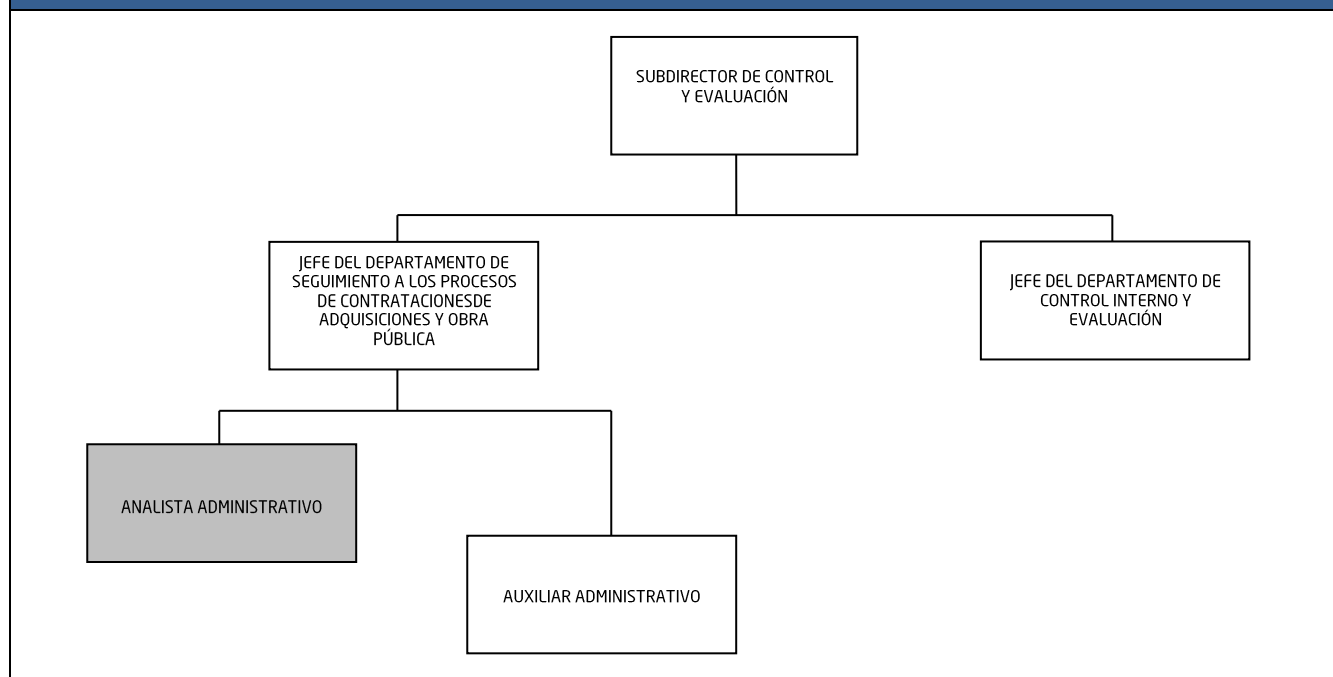 SUBDIRECTOR DE CONTROL
Y EVALUACIÓN
JEFE DEL DEPARTAMENTO DE
SEGUIMIENTO A LOS PROCESOS
DE CONTRATACIONESDE
ADQUISICIONES Y OBRA
PÚBLICA
JEFE DEL DEPARTAMENTO DE
CONTROL INTERNO Y
EVALUACIÓN
ANALISTA ADMINISTRATIVO
AUXILIAR ADMINISTRATIVO